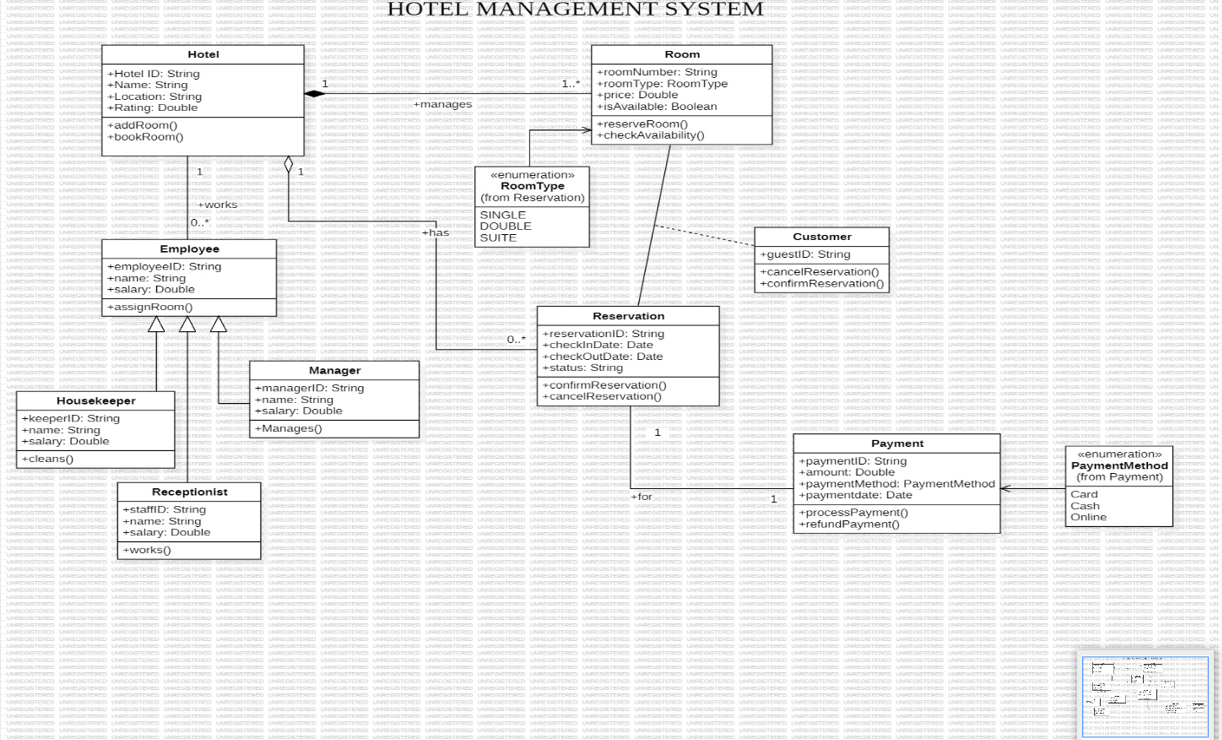 HOTEL MANAGEMENT SYSTEM
Hotel
+Hotel ID: String
+Name: String
+Location: String
+Rating: Double
+addRoom()
+bookRoom()
1
1..*
+manages
Room
+roomNumber: String
+roomType: RoomType
+price: Double
+isAvailable: Boolean
+reserveRoom()
+checkAvailability()
1
+works
0..*
1
+has
0..*
«enumeration»
RoomType
(from Reservation)
SINGLE
DOUBLE
SUITE
Customer
+guestID: String
+cancelReservation()
+confirmReservation()
Employee
+employeeID: String
+name: String
+salary: Double
+assignRoom()
Reservation
+reservationID: String
+checkInDate: Date
+checkOutDate: Date
+status: String
+confirmReservation()
+cancelReservation()
Manager
+managerID: String
+name: String
+salary: Double
+Manages()
Housekeeper
+keeperID: String
+name: String
+salary: Double
+cleans()
Receptionist
+staffID: String
+name: String
+salary: Double
+works()
1
+for
1
Payment
+paymentID: String
+amount: Double
+paymentMethod: PaymentMethod
+paymentdate: Date
+processPayment()
+refundPayment()
«enumeration»
PaymentMethod
(from Payment)
Card
Cash
Online
UNREGISTERED